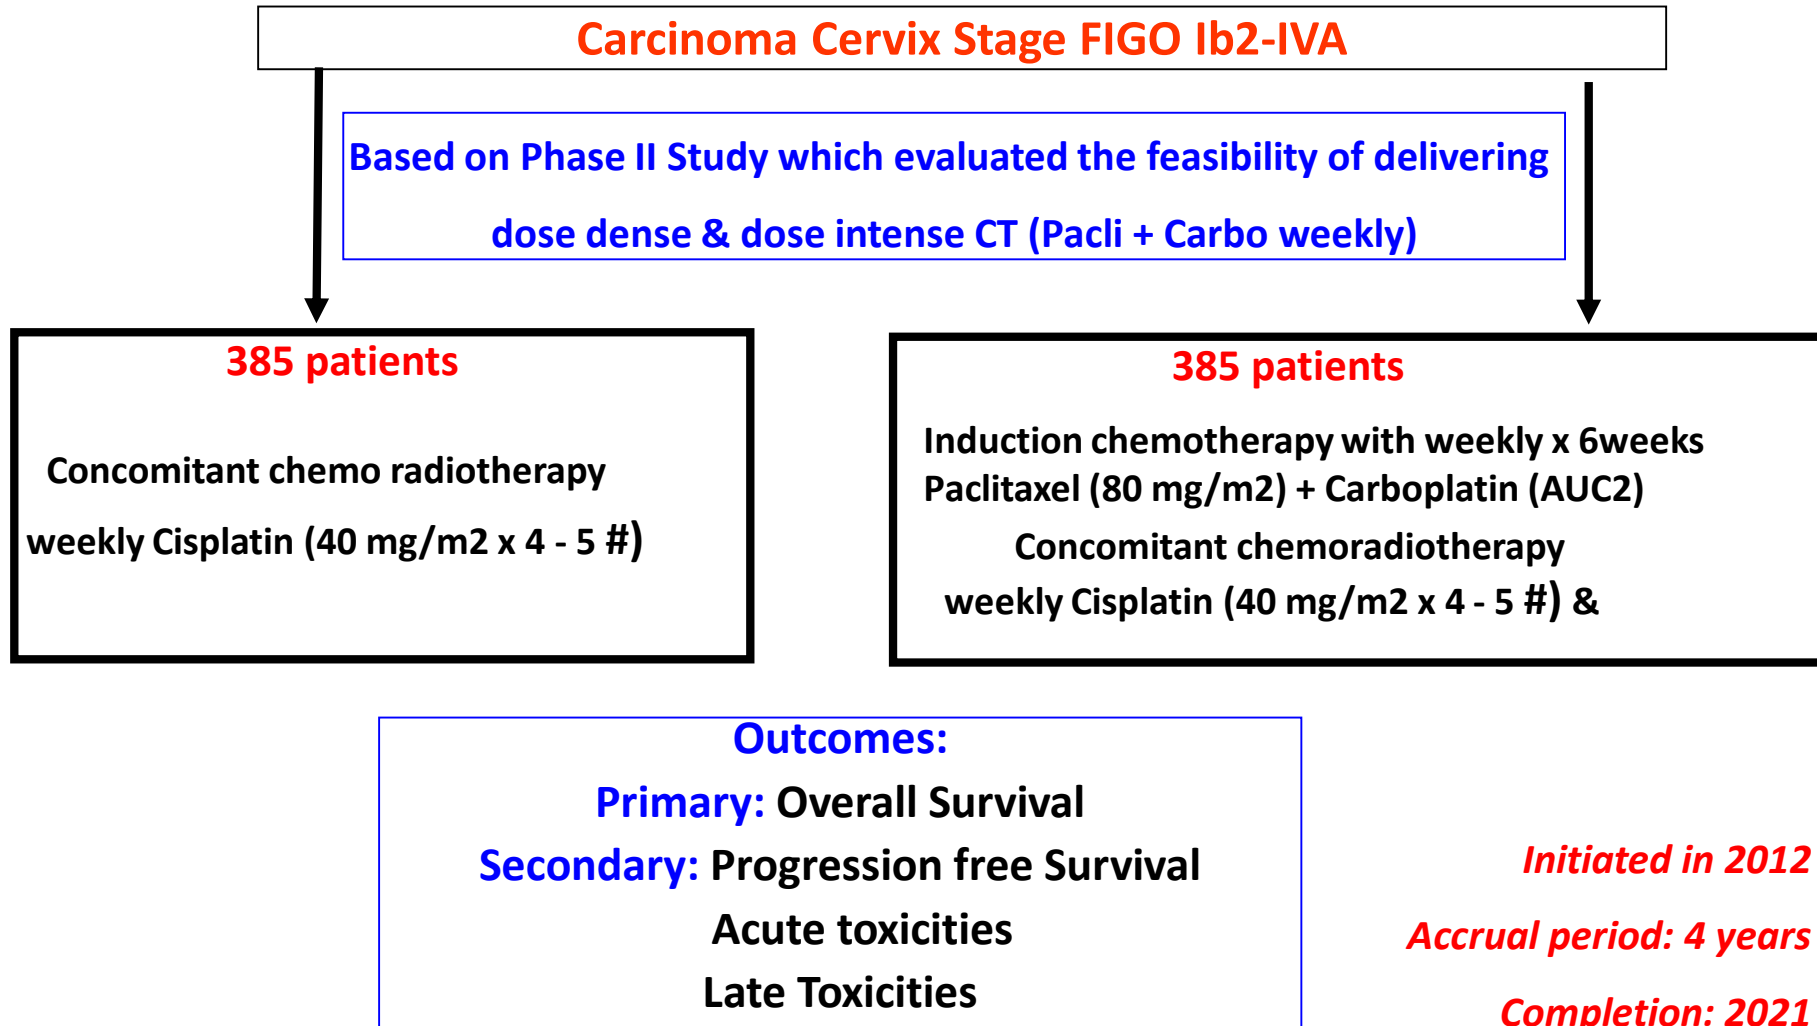 Carcinoma Cervix Stage FIGO Ib2-IVA
Based on Phase II Study which evaluated the feasibility of delivering
dose dense & dose intense CT (Pacli + Carbo weekly)
385 patients
Concomitant chemo radiotherapy
weekly Cisplatin (40 mg/m2 x 4 - 5 #)
385 patients
Induction chemotherapy with weekly x 6weeks
Paclitaxel (80 mg/m2) + Carboplatin (AUC2)
Concomitant chemoradiotherapy
weekly Cisplatin (40 mg/m2 x 4 - 5 #) &
Outcomes:
Primary: Overall Survival
Secondary: Progression free Survival
Acute toxicities
Late Toxicities
Initiated in 2012
Accrual period: 4 years
Completion: 2021